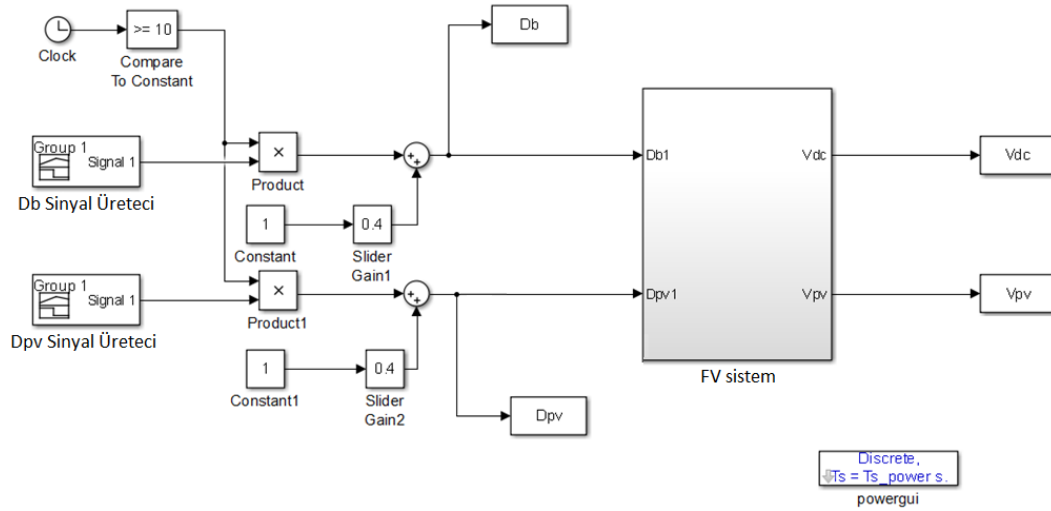 Clock
>= 10
Compare
To Constant
Db
Group 1
Signal 1
Db Sinyal Üreteci
×
Product
1
Constant
0.4
Slider
Gain1
Group 1
Signal 1
Dpv Sinyal Üreteci
×
Product1
1
Constant1
0.4
Slider
Gain2
Dpv
Db1
Vdc
Dpv1
Vpv
FV sistem
Vdc
Vpv
Discrete,
Ts = Ts_power s.
powergui